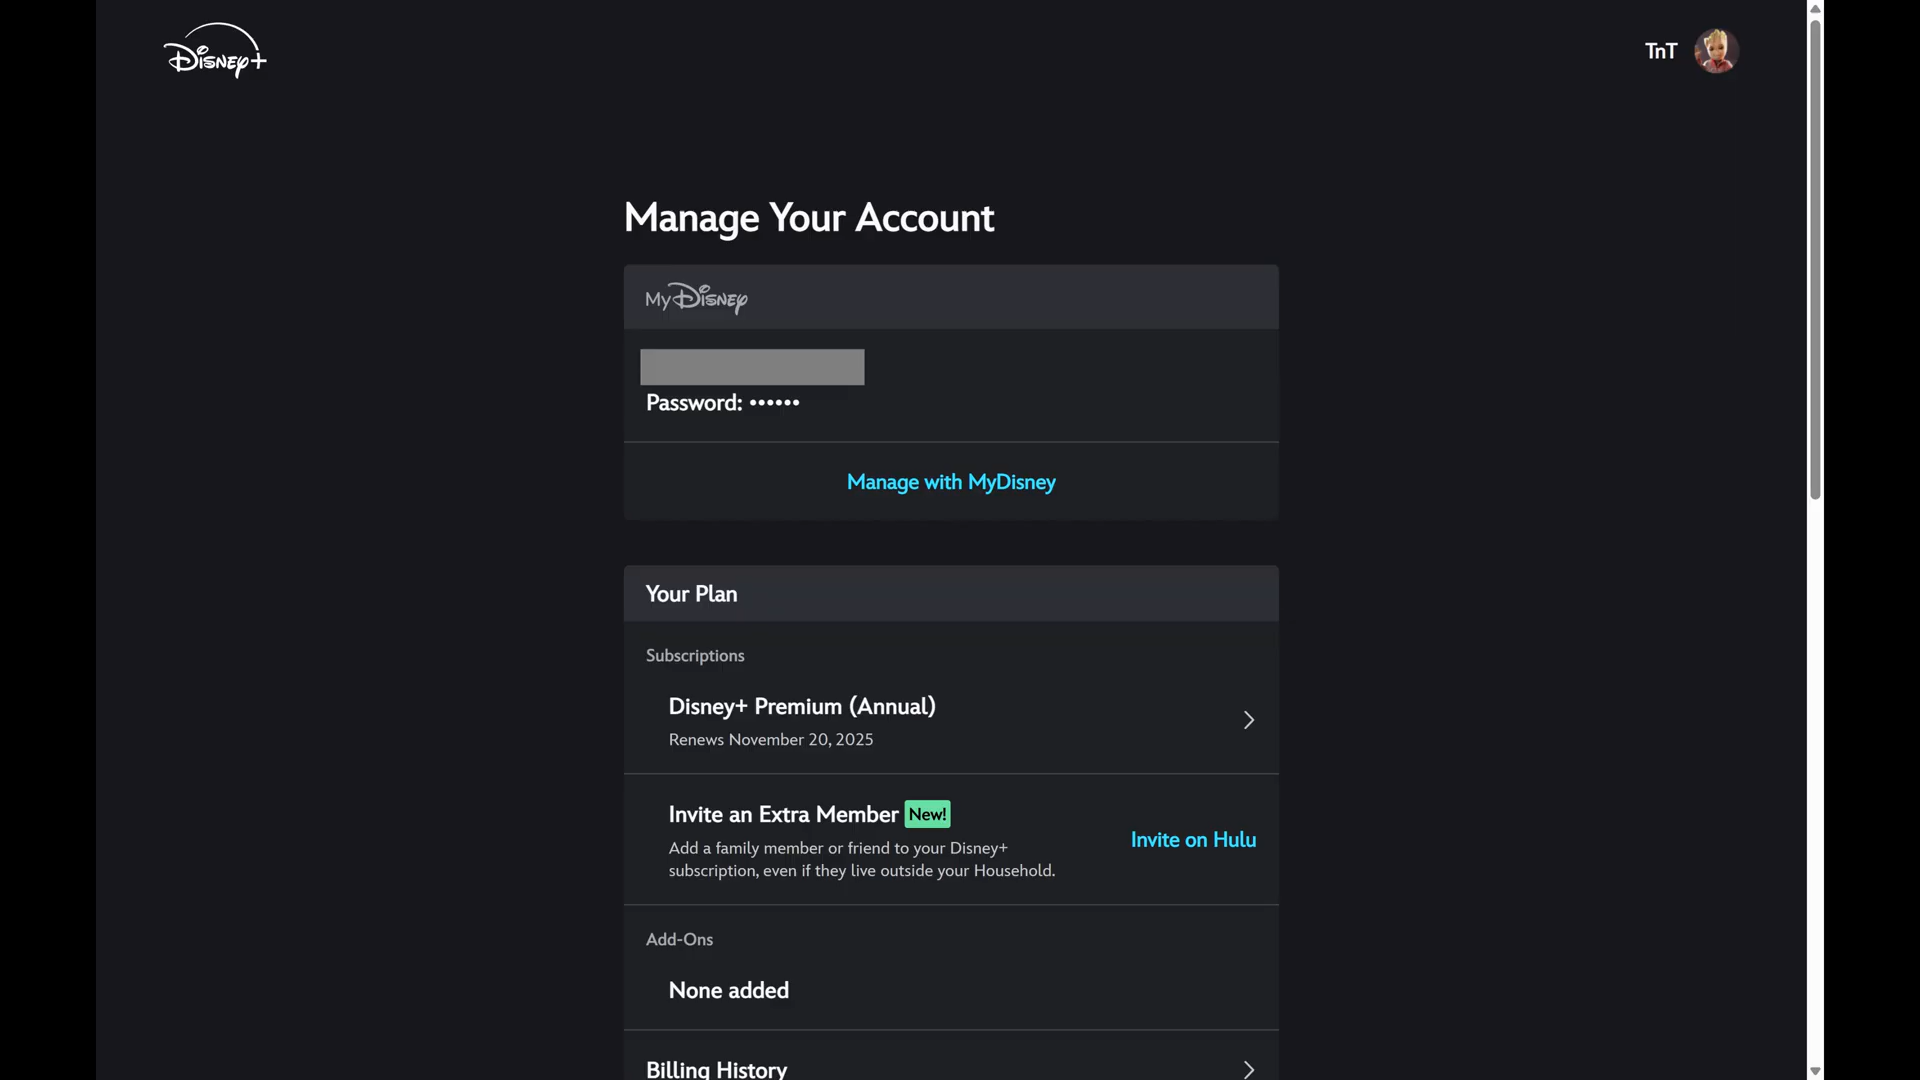 Disney+
TnT
Manage Your Account
My Disney
Password: ••••••
Manage with MyDisney
Your Plan
Subscriptions
Disney+ Premium (Annual)
Renews November 20, 2025
Invite an Extra Member New!
Add a family member or friend to your Disney+
subscription, even if they live outside your Household.
Invite on Hulu
Add-Ons
None added
Billing History